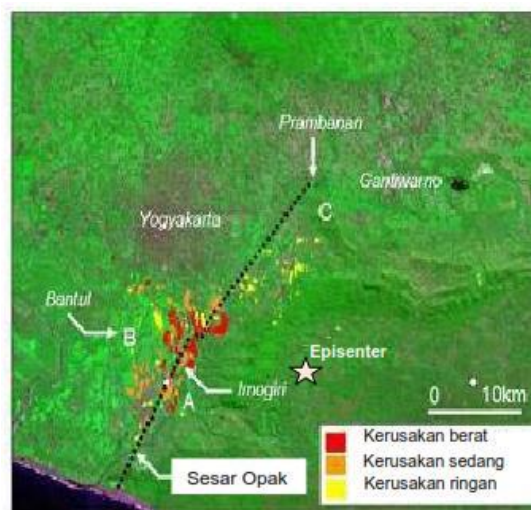 Prambanan
Gantiwarno
C
Yogyakarta
Bantul
B
Episenter
Imogiri
A
0 10km
Sesar Opak
Kerusakan berat
Kerusakan sedang
Kerusakan ringan